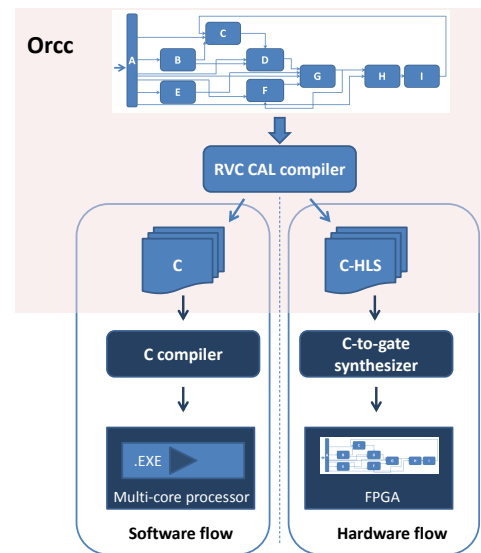 Orcc
A
B
C
D
E
F
G
H
I
RVC CAL compiler
C
C-HLS
C compiler
C-to-gate
synthesizer
.EXE
Multi-core processor
FPGA
Software flow
Hardware flow